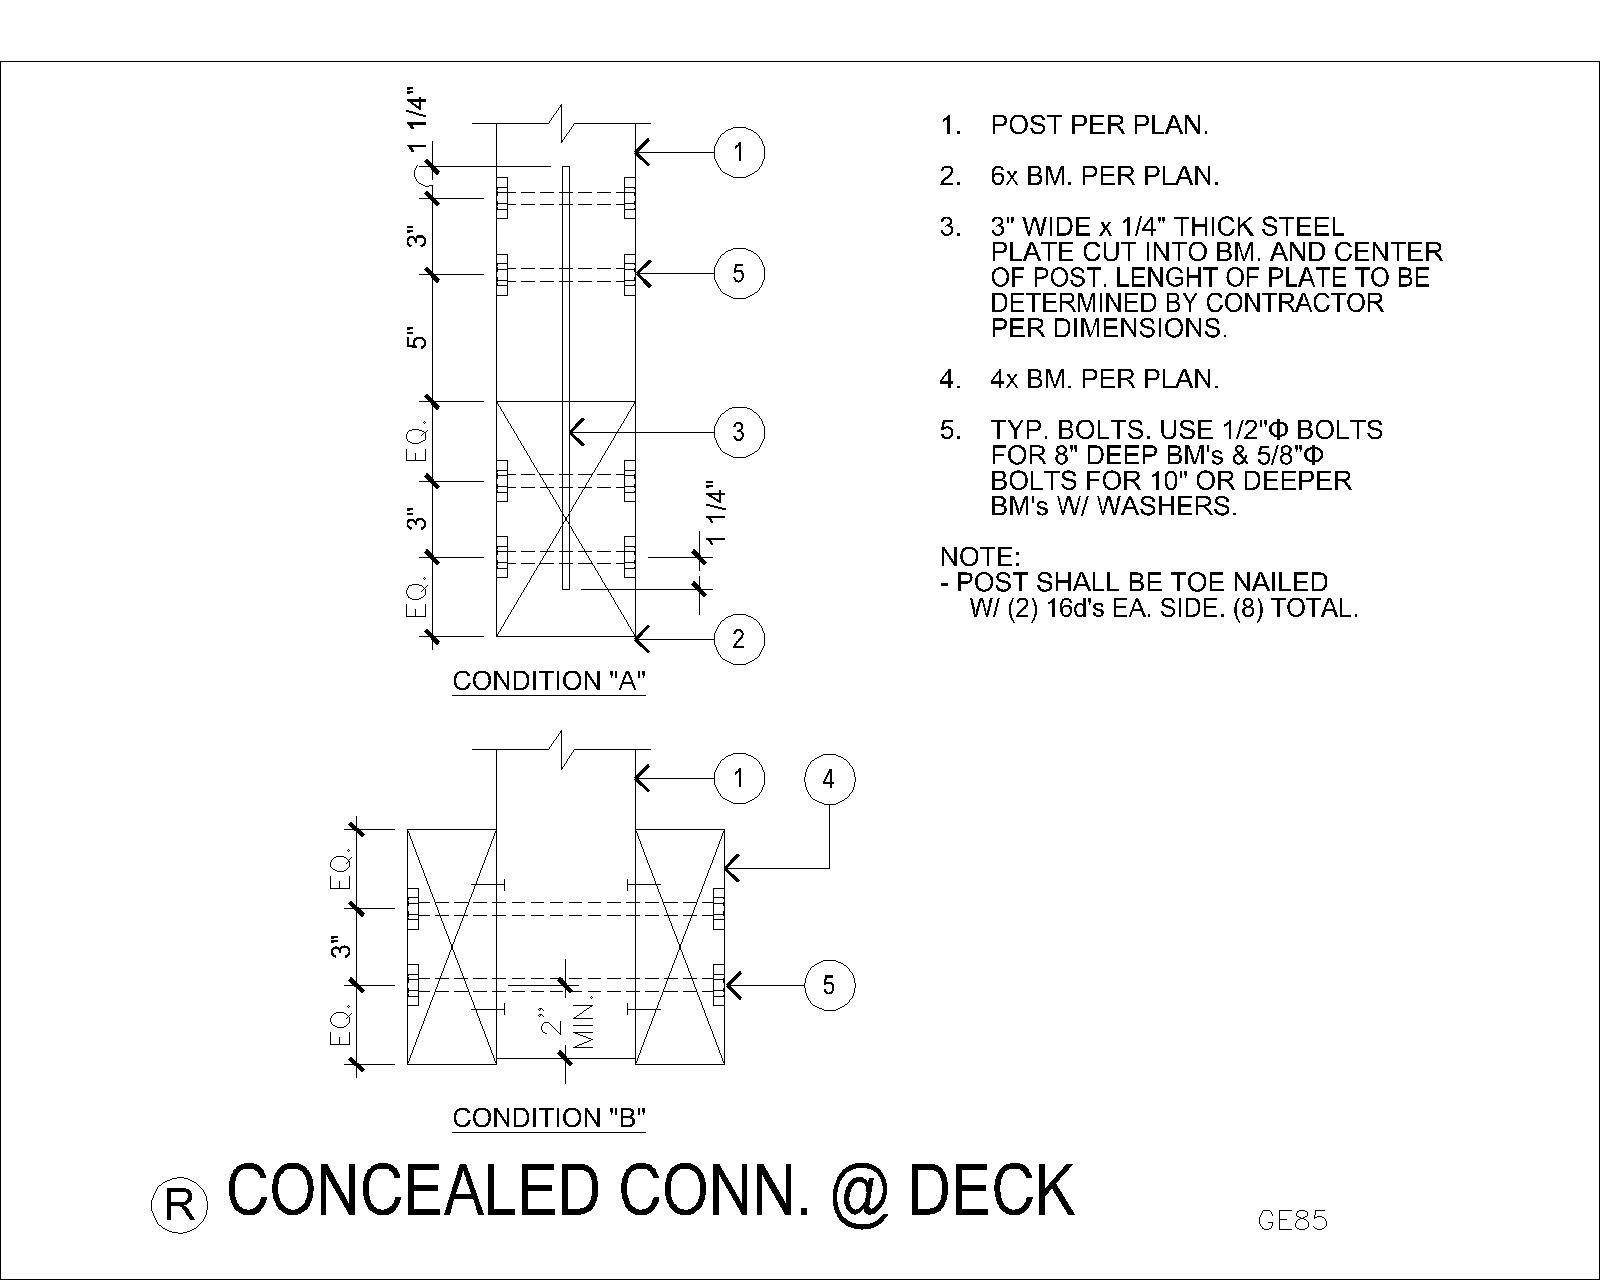 1 1/4"
3"
5"
EQ.
3"
EQ.
1 1/4"
1
5
3
2
CONDITION "A"
1. POST PER PLAN.
2. 6x BM. PER PLAN.
3. 3" WIDE x 1/4" THICK STEEL
PLATE CUT INTO BM. AND CENTER
OF POST. LENGHT OF PLATE TO BE
DETERMINED BY CONTRACTOR
PER DIMENSIONS.
4. 4x BM. PER PLAN.
5. TYP. BOLTS. USE 1/2"Φ BOLTS
FOR 8" DEEP BM's & 5/8"Φ
BOLTS FOR 10" OR DEEPER
BM's W/ WASHERS.
NOTE:
- POST SHALL BE TOE NAILED
W/ (2) 16d's EA. SIDE. (8) TOTAL.
1
4
5
EQ.
3"
EQ.
2”
MIN.
CONDITION "B"
R CONCEALED CONN. @ DECK
GE85